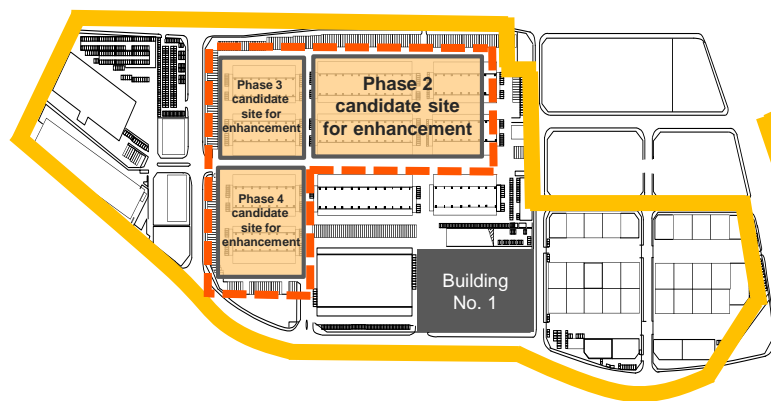 Phase 3
candidate
site for
enhancement
Phase 2
candidate site
for enhancement
Phase 4
candidate
site for
enhancement
Building
No. 1